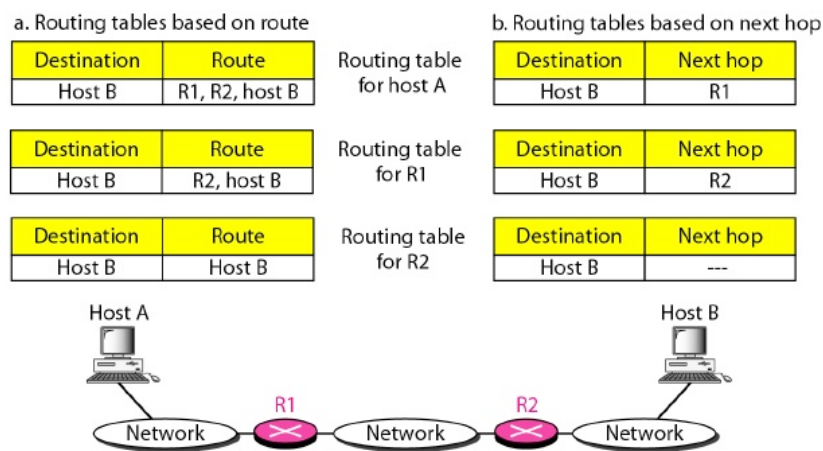 a. Routing tables based on route
b. Routing tables based on next hop
Destination Route
Host B R1, R2, host B
Routing table
for host A
Destination Next hop
Host B R1
Destination Route
Host B R2, host B
Routing table
for R1
Destination Next hop
Host B R2
Destination Route
Host B Host B
Routing table
for R2
Destination Next hop
Host B ---
Host A
Host B
R1
R2
Network
Network
Network